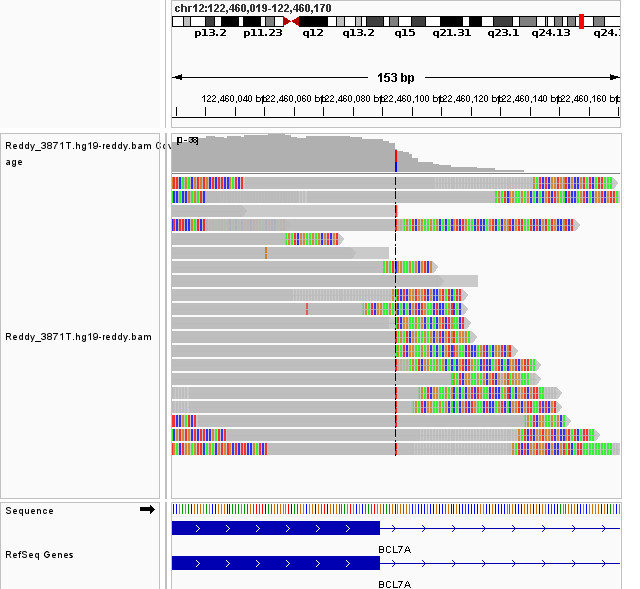 chr12:122,460,019-122,460,170
p13.2 p11.23 q12 q13.2 q15 q21.31 q23.1 q24.13 q24.
153 bp
122,460,040 bp 122,460,060 bp 122,460,080 bp 122,460,100 bp 122,460,120 bp 122,460,140 bp 122,460,160 bp
Reddy_3871T.hg19-reddy.bam Cov
age
Reddy_3871T.hg19-reddy.bam
Sequence
RefSeq Genes
BCL7A
BCL7A